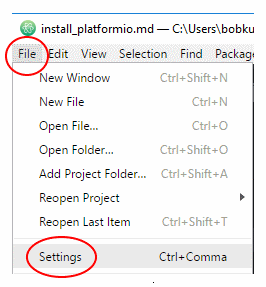 install_platformio.md — C:\Users\bobku
File Edit View Selection Find Package
New Window Ctrl+Shift+N
New File Ctrl+N
Open File... Ctrl+O
Open Folder... Ctrl+Shift+O
Add Project Folder... Ctrl+Shift+A
Reopen Project
Reopen Last Item Ctrl+Shift+T
Settings Ctrl+Comma